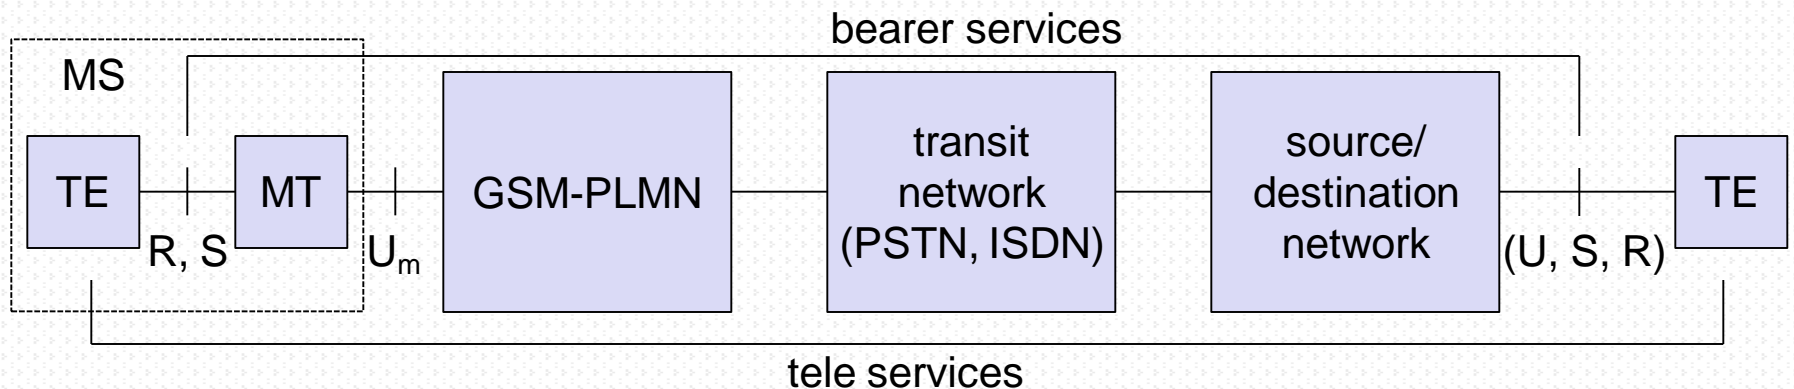 bearer services
MS
TE
MT
GSM-PLMN
transit
network
(PSTN, ISDN)
source/
destination
network
TE
R, S
Um
(U, S, R)
tele services